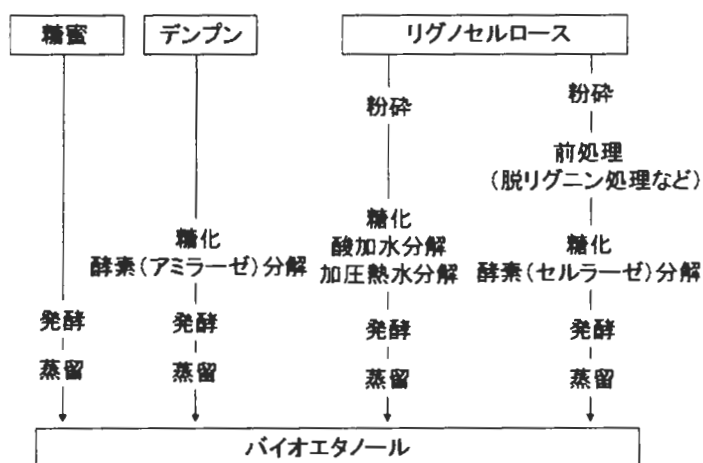 糖蜜
デンプン
リグノセルロース
粉砕
粉砕
前処理
（脱リグニン処理など）
糖化
酵素（アミラーゼ）分解
糖化
酸加水分解
加圧熱水分解
糖化
酵素（セルラーゼ）分解
発酵
発酵
発酵
発酵
蒸留
蒸留
蒸留
蒸留
バイオエタノール